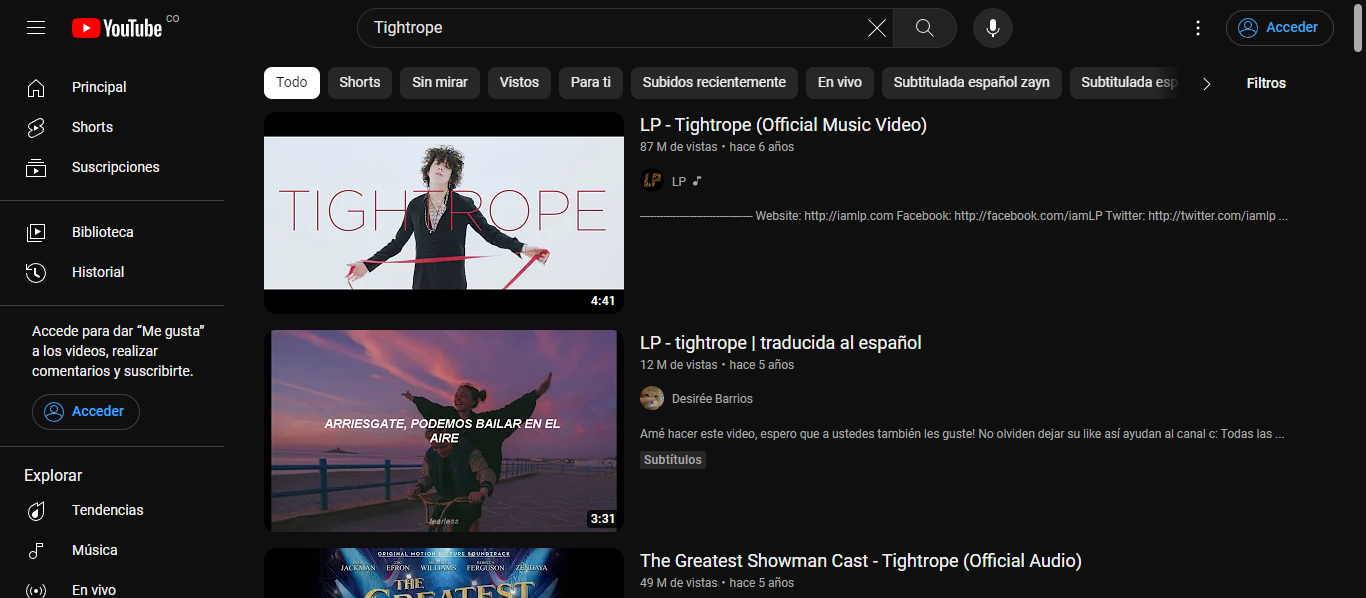 YouTube CO
Tightrope
Acceder
Principal
Shorts
Suscripciones
Biblioteca
Historial
Accede para dar “Me gusta”
a los videos, realizar
comentarios y suscribirte.
Acceder
Explorar
Tendencias
Música
En vivo
Todo
Shorts
Sin mirar
Vistos
Para ti
Subidos recientemente
En vivo
Subtitulada español zayn
Subtitulada esp
Filtros
TIGHTROPE
4:41
LP - Tightrope (Official Music Video)
87 M de vistas • hace 6 años
LP
LP
-------------------------------- Website: http://iamlp.com Facebook: http://facebook.com/iamLP Twitter: http://twitter.com/iamlp ...
ARRIESGATE, PODEMOS BAILAR EN EL
AIRE
fearless
3:31
LP - tightrope | traducida al español
12 M de vistas • hace 5 años
Desirée Barrios
Amé hacer este video, espero que a ustedes también les guste! No olviden dejar su like así ayudan al canal c: Todas las ...
Subtítulos
ORIGINAL MOTION PICTURE SOUNDTRACK
JACKMAN EFRON WILLIAMS FERGUSON ZENDAYA
THE
GREATEST
The Greatest Showman Cast - Tightrope (Official Audio)
49 M de vistas • hace 5 años